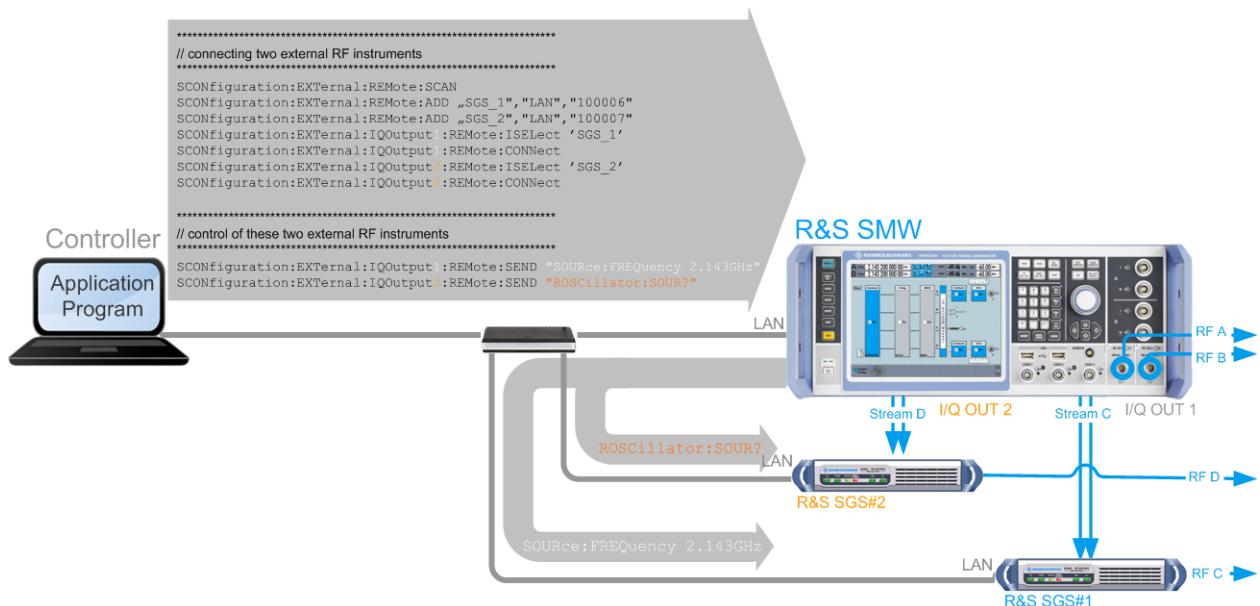 **************************************************************************
// connecting two external RF instruments
**************************************************************************
SCONfiguration:EXTernal:REMote:SCAN
SCONfiguration:EXTernal:REMote:ADD „SGS_1","LAN","100006"
SCONfiguration:EXTernal:REMote:ADD „SGS_2","LAN","100007"
SCONfiguration:EXTernal:IQOutput1:REMote:ISELect ’SGS_1’
SCONfiguration:EXTernal:IQOutput1:REMote:CONNect
SCONfiguration:EXTernal:IQOutput2:REMote:ISELect ’SGS_2’
SCONfiguration:EXTernal:IQOutput2:REMote:CONNect
**************************************************************************
// control of these two external RF instruments
**************************************************************************
SCONfiguration:EXTernal:IQOutput1:REMote:SEND "SOURce:FREQuency 2.143GHz"
SCONfiguration:EXTernal:IQOutput2:REMote:SEND "ROSCillator:SOUR?"
Controller
Application
Program
R&S SMW
LAN
RF A
RF B
Stream D
I/Q OUT 2
Stream C
I/Q OUT 1
ROSCillator:SOUR?
LAN
R&S SGS#2
RF D
SOURce:FREQuency 2.143GHz
LAN
R&S SGS#1
RF C